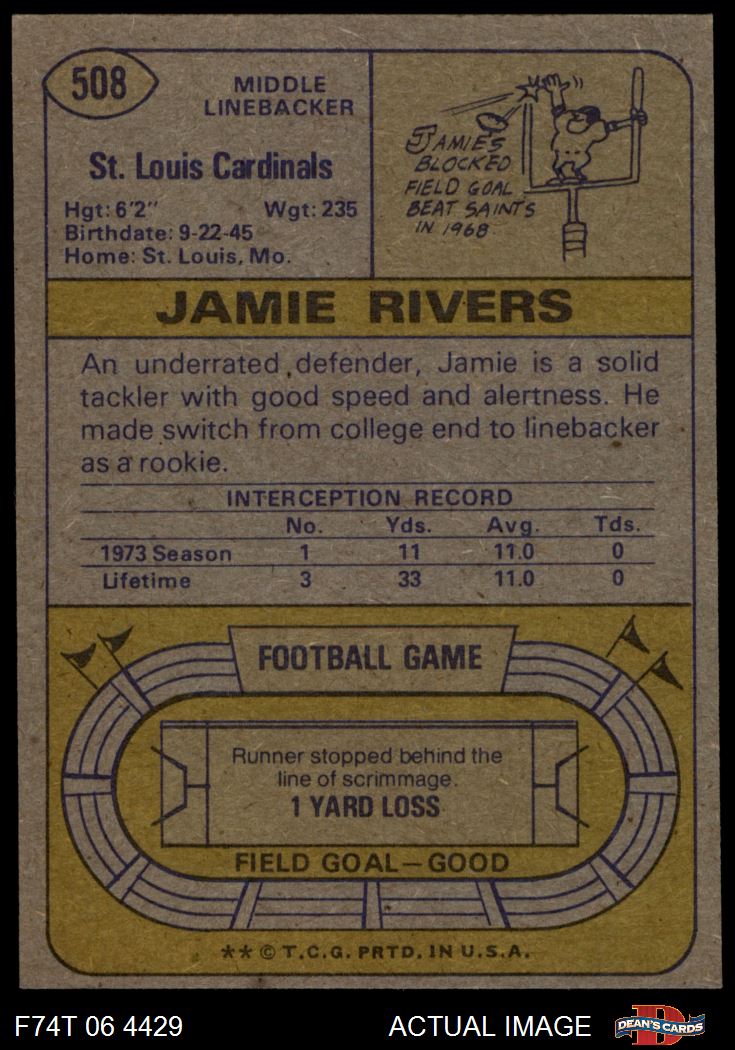 508
MIDDLE
LINEBACKER
St. Louis Cardinals
Hgt: 6'2" Wgt: 235
Birthdate: 9-22-45
Home: St. Louis, Mo.
JAMIE'S
BLOCKED
FIELD GOAL
BEAT SAINTS
IN 1968
JAMIE RIVERS
An underrated defender, Jamie is a solid
tackler with good speed and alertness. He
made switch from college end to linebacker
as a rookie.
INTERCEPTION RECORD
No. Yds. Avg. Tds.
1973 Season 1 11 11.0 0
Lifetime 3 33 11.0 0
FOOTBALL GAME
Runner stopped behind the
line of scrimmage.
1 YARD LOSS
FIELD GOAL—GOOD
** © T.C.G. PRTD. IN U.S.A.
F74T 06 4429 ACTUAL IMAGE D DEAN'S CARDS